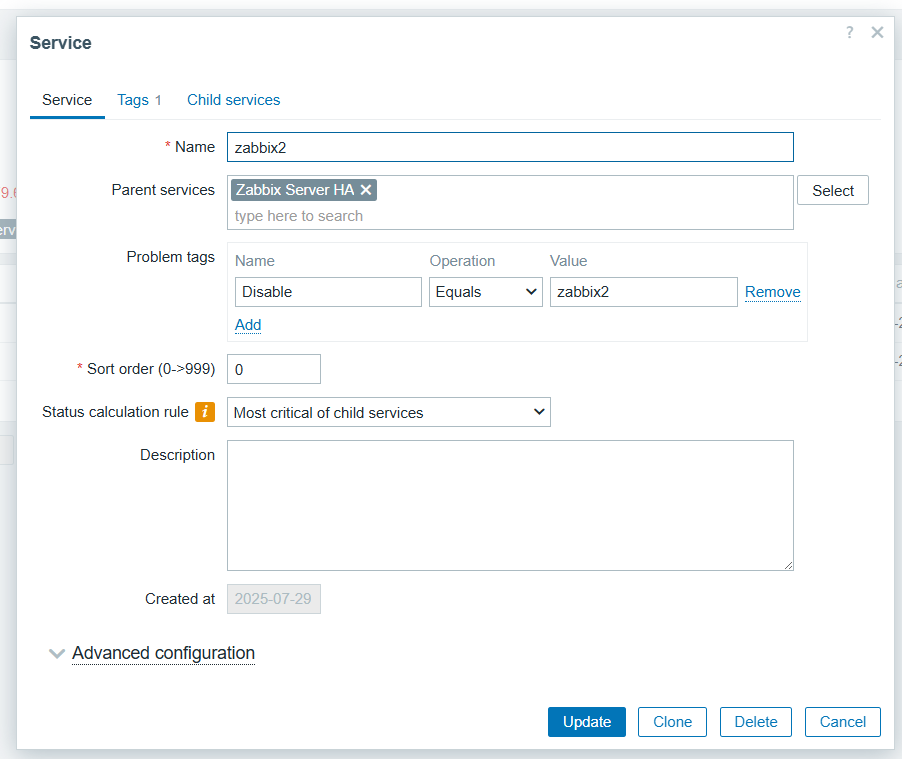 Service
?
Service Tags 1 Child services
* Name zabbix2
Parent services Zabbix Server HA Select
type here to search
Problem tags Name Operation Value
Disable Equals zabbix2 Remove
Add
* Sort order (0->999) 0
Status calculation rule i Most critical of child services
Description
Created at 2025-07-29
Advanced configuration
Update Clone Delete Cancel